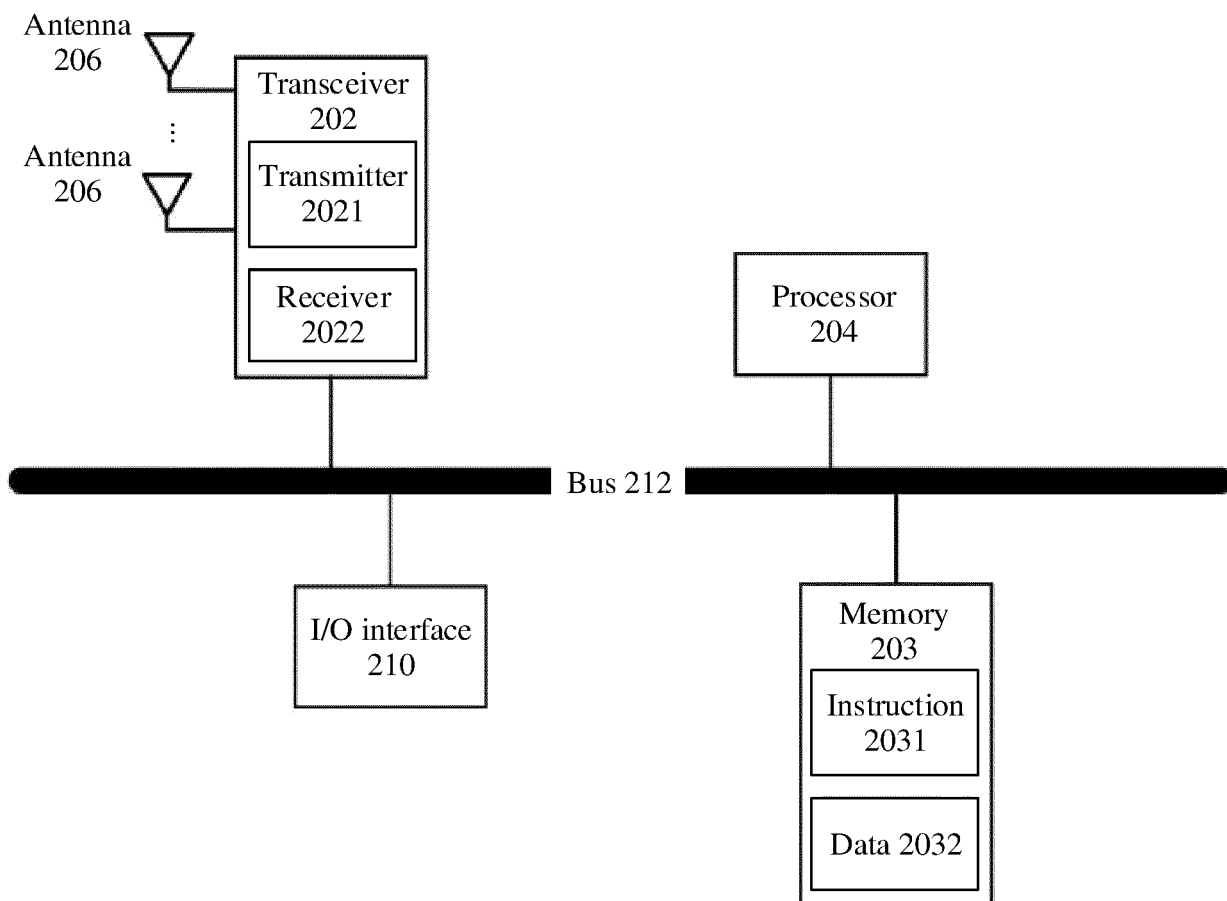 Antenna
206
Transceiver
202
⋮
Antenna
206
Transmitter
2021
Receiver
2022
Processor
204
Bus 212
I/O interface
210
Memory
203
Instruction
2031
Data 2032